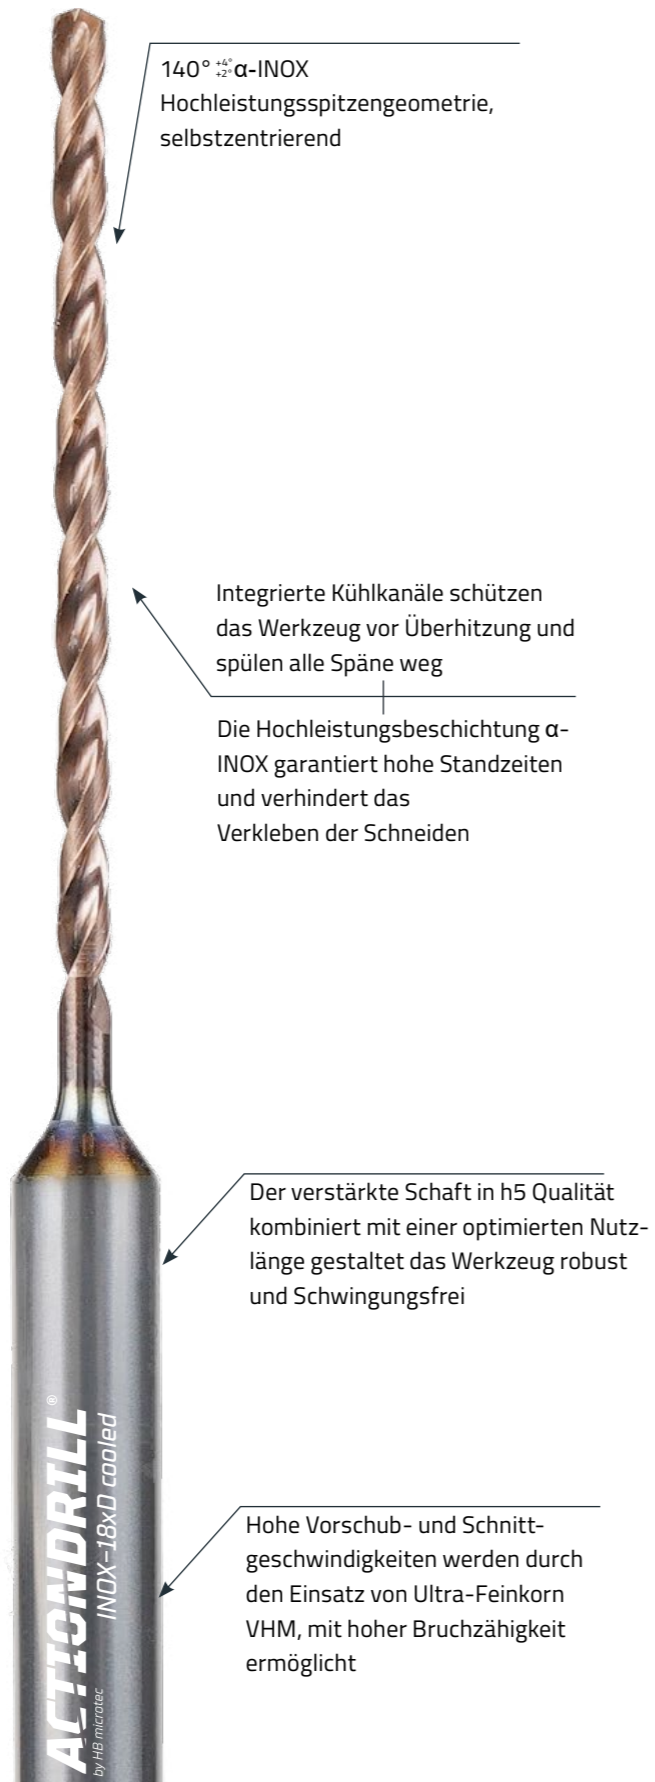 140° +4° +2° α-INOX
Hochleistungsspitzengeometrie,
selbstzentrierend
Integrierte Kühlkanäle schützen
das Werkzeug vor Überhitzung und
spülen alle Späne weg
Die Hochleistungsbeschichtung α-
INOX garantiert hohe Standzeiten
und verhindert das
Verkleben der Schneiden
Der verstärkte Schaft in h5 Qualität
kombiniert mit einer optimierten Nutz-
länge gestaltet das Werkzeug robust
und Schwingungsfrei
Hohe Vorschub- und Schnitt-
geschwindigkeiten werden durch
den Einsatz von Ultra-Feinkorn
VHM, mit hoher Bruchzähigkeit
ermöglicht
ACTIONDRILL®
INOX-18xD cooled
by HB microtec